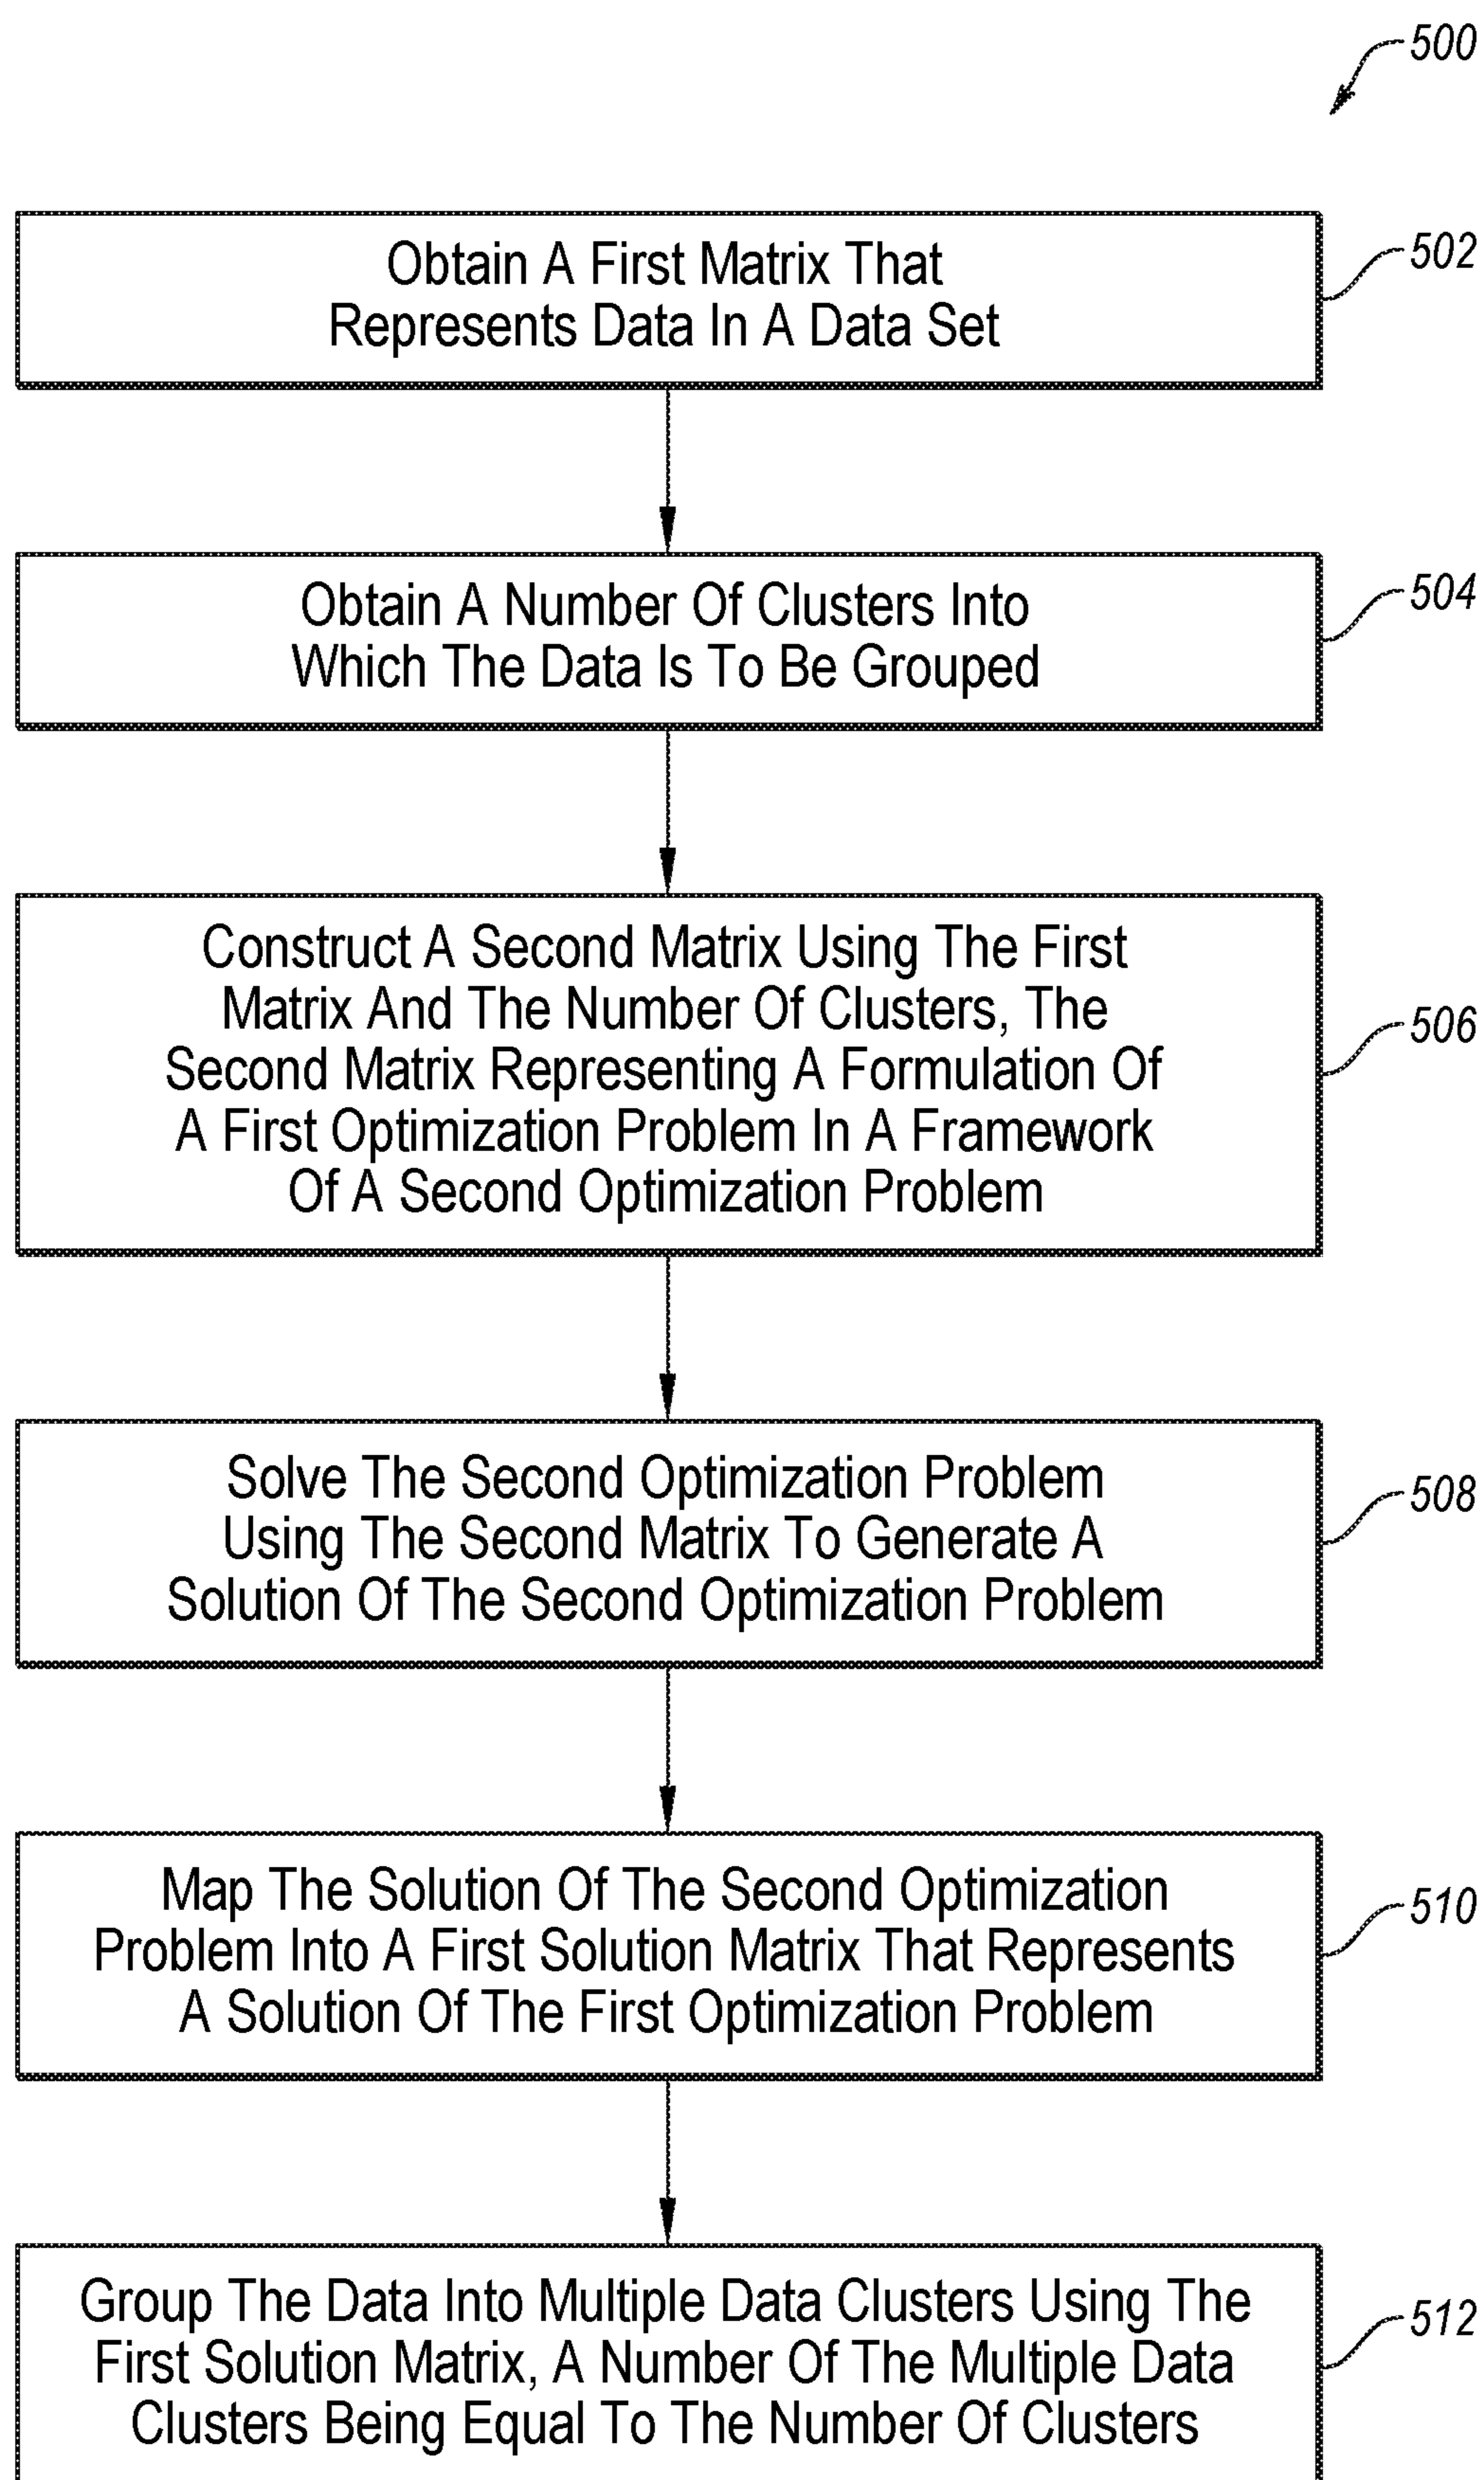 500
Obtain A First Matrix That
Represents Data In A Data Set
502
Obtain A Number Of Clusters Into
Which The Data Is To Be Grouped
504
Construct A Second Matrix Using The First
Matrix And The Number Of Clusters, The
Second Matrix Representing A Formulation Of
A First Optimization Problem In A Framework
Of A Second Optimization Problem
506
Solve The Second Optimization Problem
Using The Second Matrix To Generate A
Solution Of The Second Optimization Problem
508
Map The Solution Of The Second Optimization
Problem Into A First Solution Matrix That Represents
A Solution Of The First Optimization Problem
510
Group The Data Into Multiple Data Clusters Using The
First Solution Matrix, A Number Of The Multiple Data
Clusters Being Equal To The Number Of Clusters
512